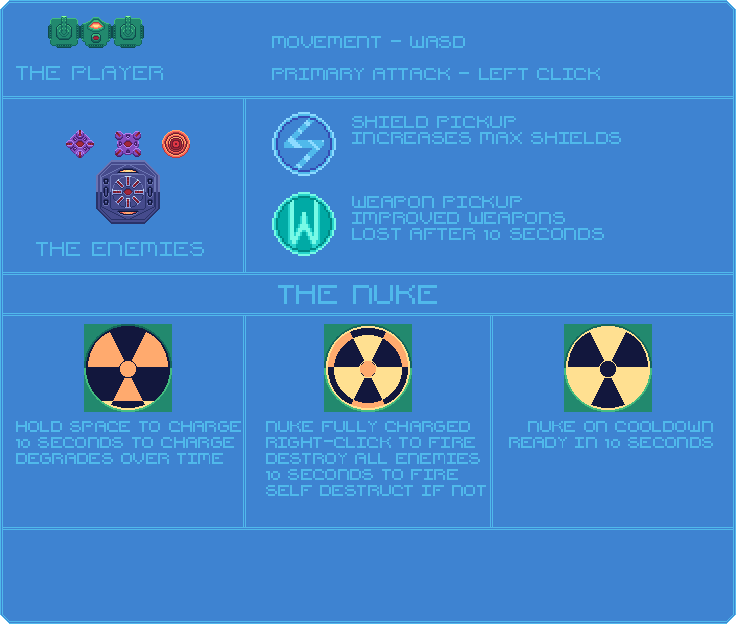 MOVEMENT - WASD
THE PLAYER
PRIMARY ATTACK - LEFT CLICK
THE ENEMIES
SHIELD PICKUP
INCREASES MAX SHIELDS
W
WEAPON PICKUP
IMPROVED WEAPONS
LOST AFTER 10 SECONDS
THE NUKE
HOLD SPACE TO CHARGE
10 SECONDS TO CHARGE
DEGRADES OVER TIME
NUKE FULLY CHARGED
RIGHT-CLICK TO FIRE
DESTROY ALL ENEMIES
10 SECONDS TO FIRE
SELF DESTRUCT IF NOT
NUKE ON COOLDOWN
READY IN 10 SECONDS